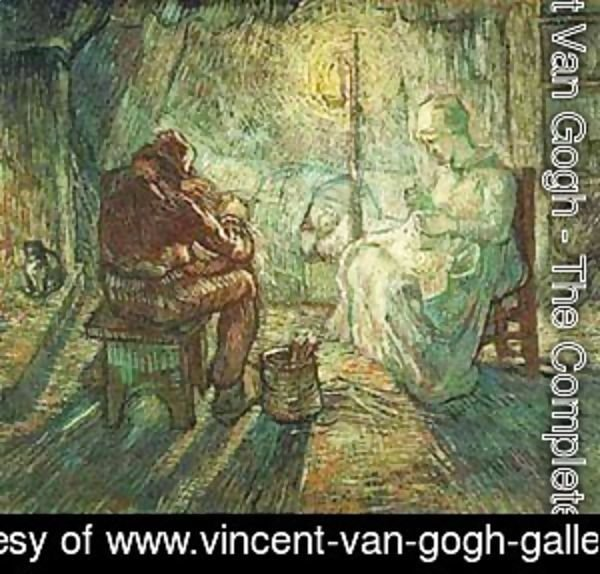 t Van Gogh - The Complete
esy of www.vincent-van-gogh-galle